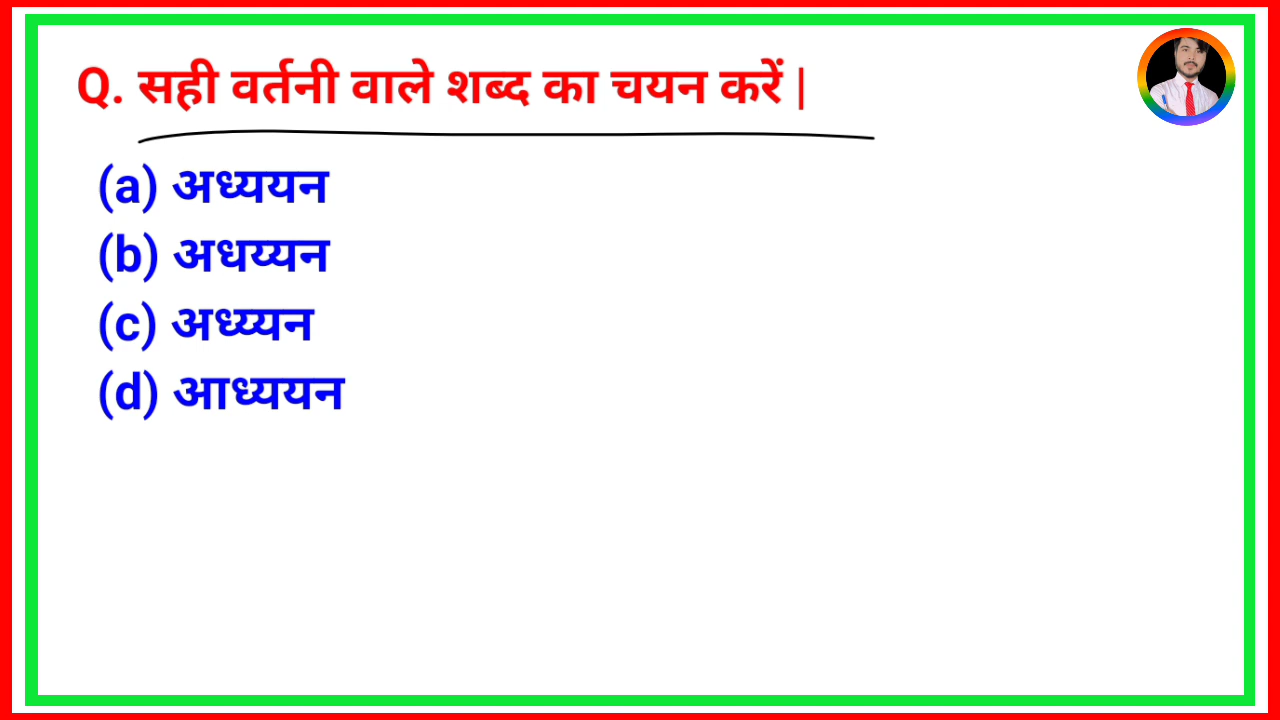 Q. सही वर्तनी वाले शब्द का चयन करें |
(a) अध्ययन
(b) अधय्यन
(c) अध्य्यन
(d) आध्ययन